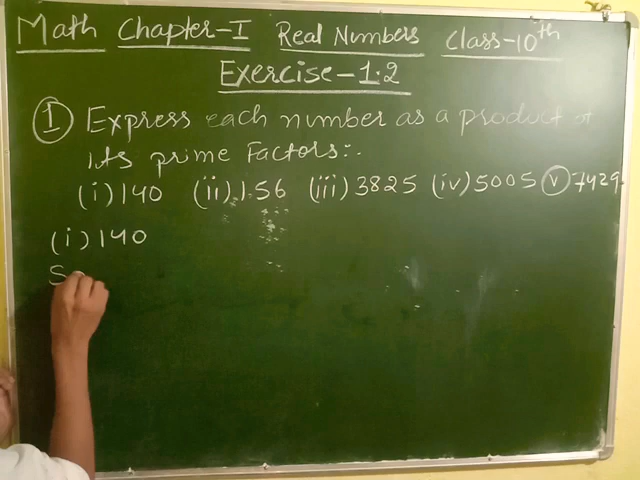 Math Chapter-I Real Numbers Class-10th
Exercise-1.2
(1) Express each number as a product of
its prime Factors:-
(i) 140 (ii) 156 (iii) 3825 (iv) 5005 (v) 7429
(i) 140
S